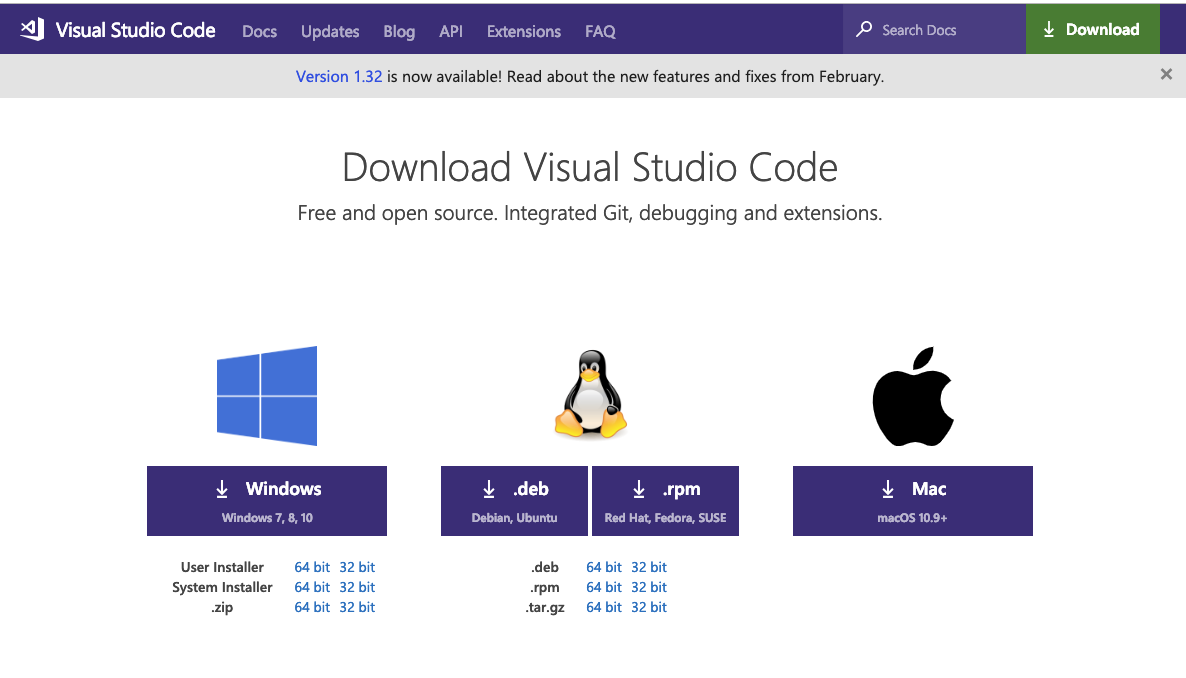 Visual Studio Code Docs Updates Blog API Extensions FAQ Search Docs Download
Version 1.32 is now available! Read about the new features and fixes from February.
Download Visual Studio Code
Free and open source. Integrated Git, debugging and extensions.
Windows
Windows 7, 8, 10
.deb
Debian, Ubuntu
.rpm
Red Hat, Fedora, SUSE
Mac
macOS 10.9+
User Installer 64 bit 32 bit
System Installer 64 bit 32 bit
.zip 64 bit 32 bit
.deb 64 bit 32 bit
.rpm 64 bit 32 bit
.tar.gz 64 bit 32 bit